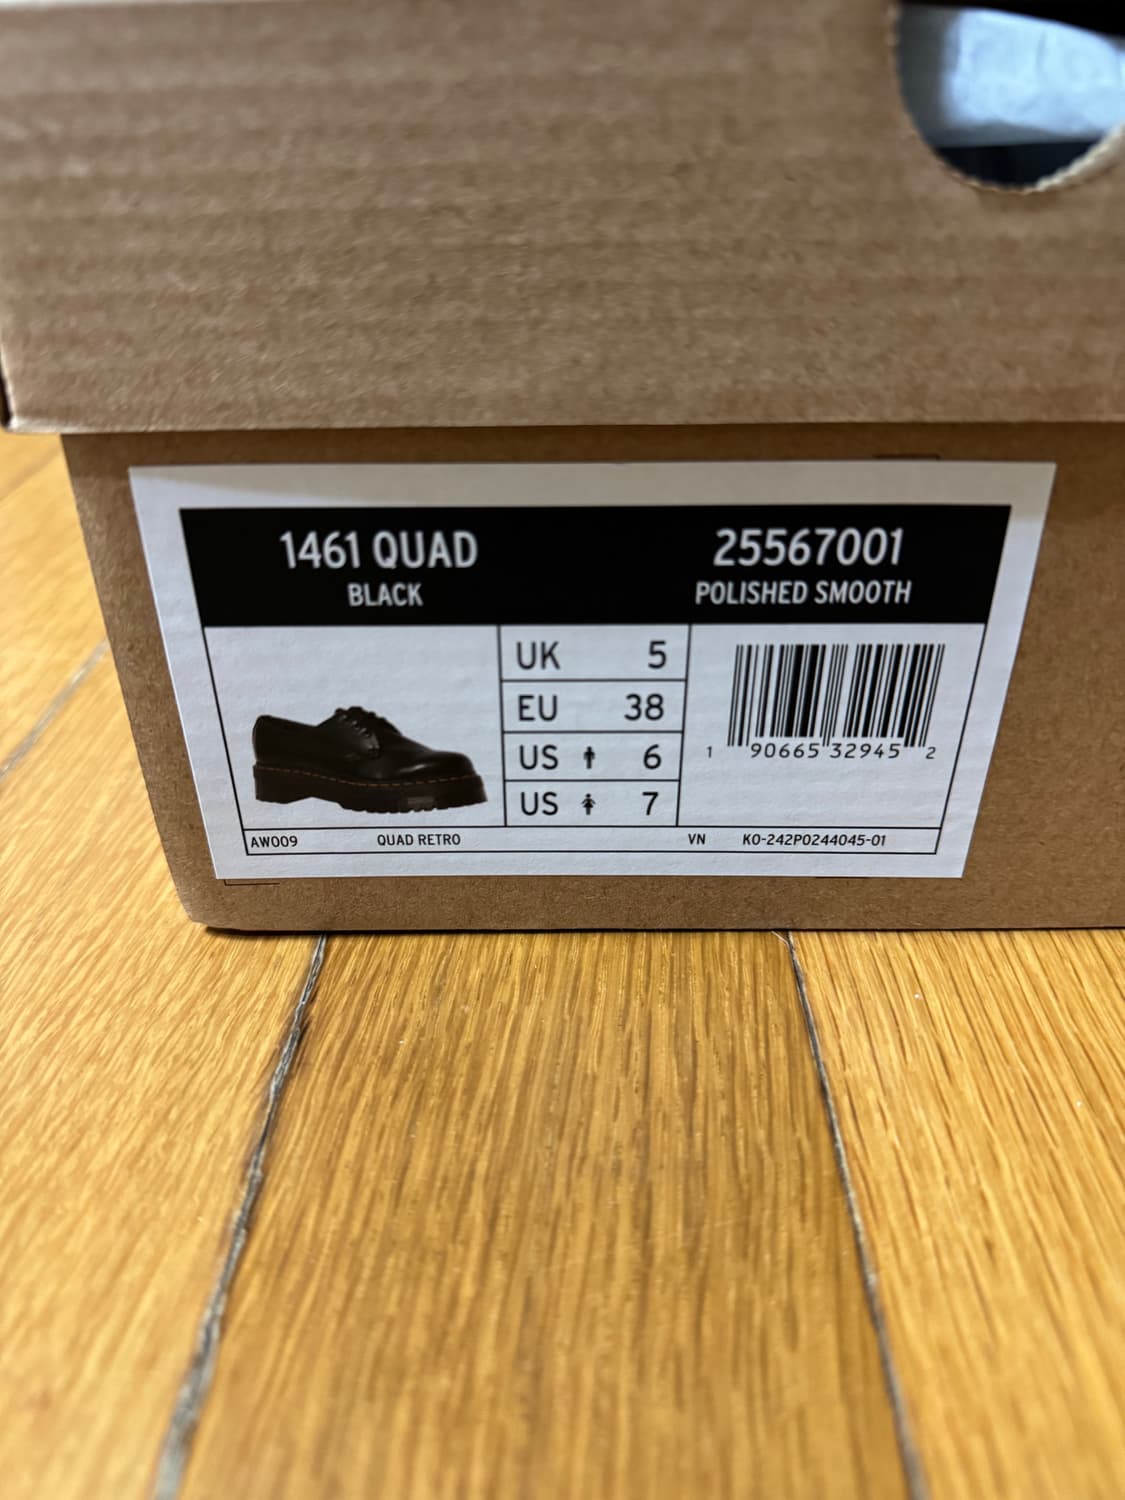 1461 QUAD
BLACK
25567001
POLISHED SMOOTH
UK 5
EU 38
US 6
US 7
1 90665 32945 2
AW009 QUAD RETRO VN K0-242P0244045-01